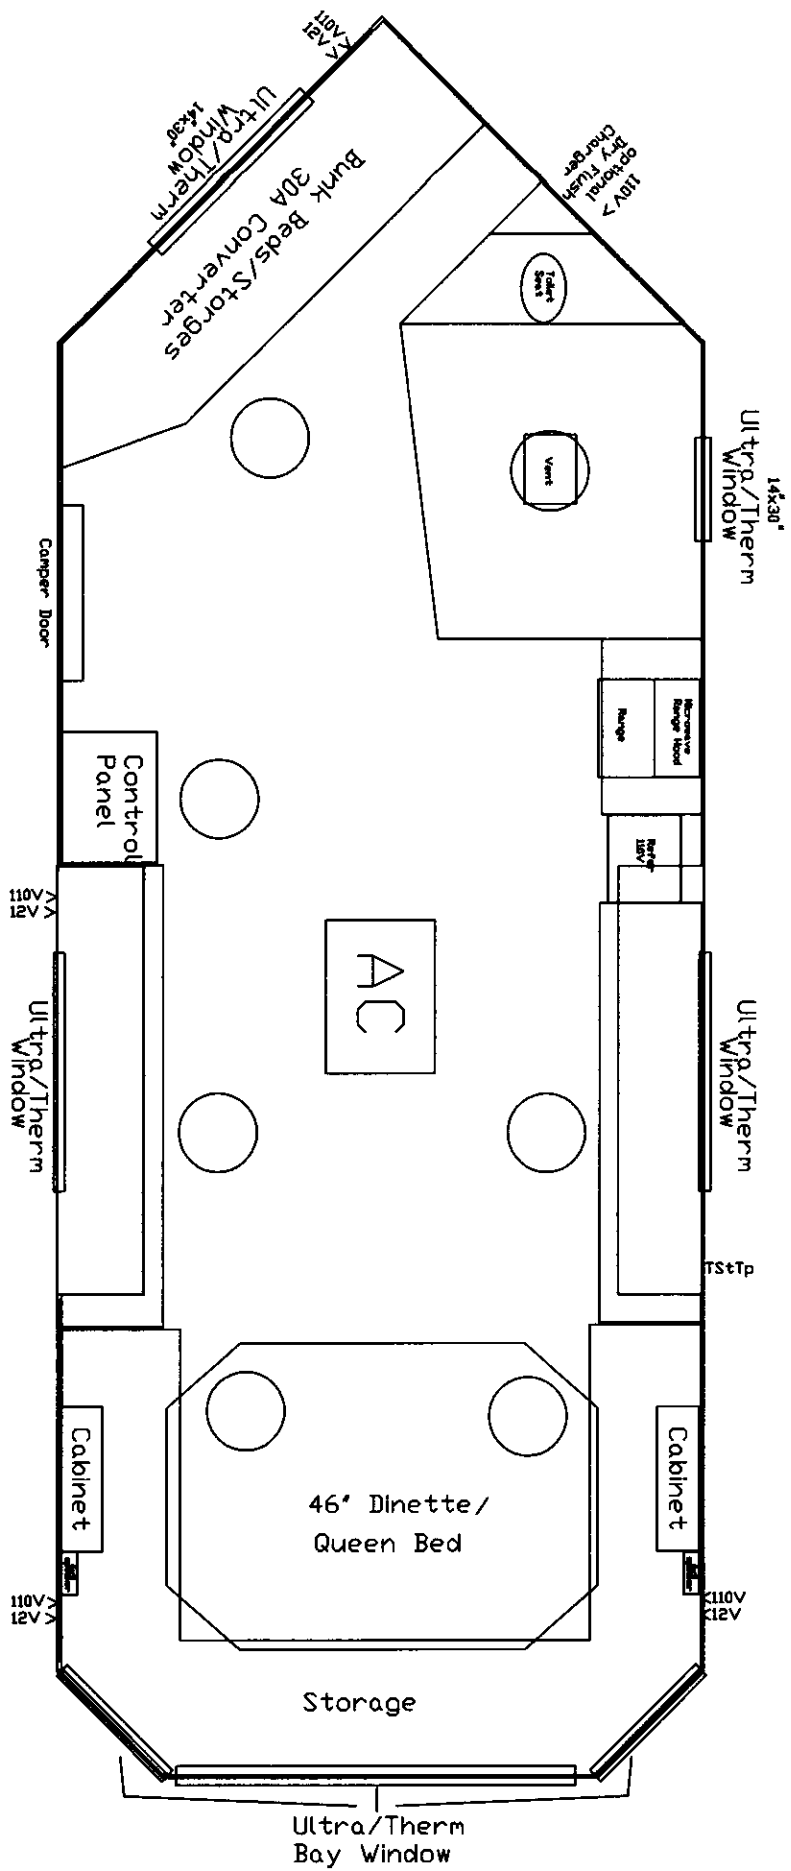 110V
12V
Ultra/Therm
Window
14x30"
Bunk Beds/Storges
30A Converter
110V >
optional
Dry Flush
Charger
Toilet
Seat
Vent
14x30"
Ultra/Therm
Window
Camper Door
Microwave
Range Hood
Range
Control
Panel
Refer
110V
110V >
12V >
AC
Ultra/Therm
Window
Ultra/Therm
Window
TStTp
Cabinet
Cabinet
46" Dinette/
Queen Bed
110V >
12V >
<110V
<12V
Storage
Ultra/Therm
Bay Window